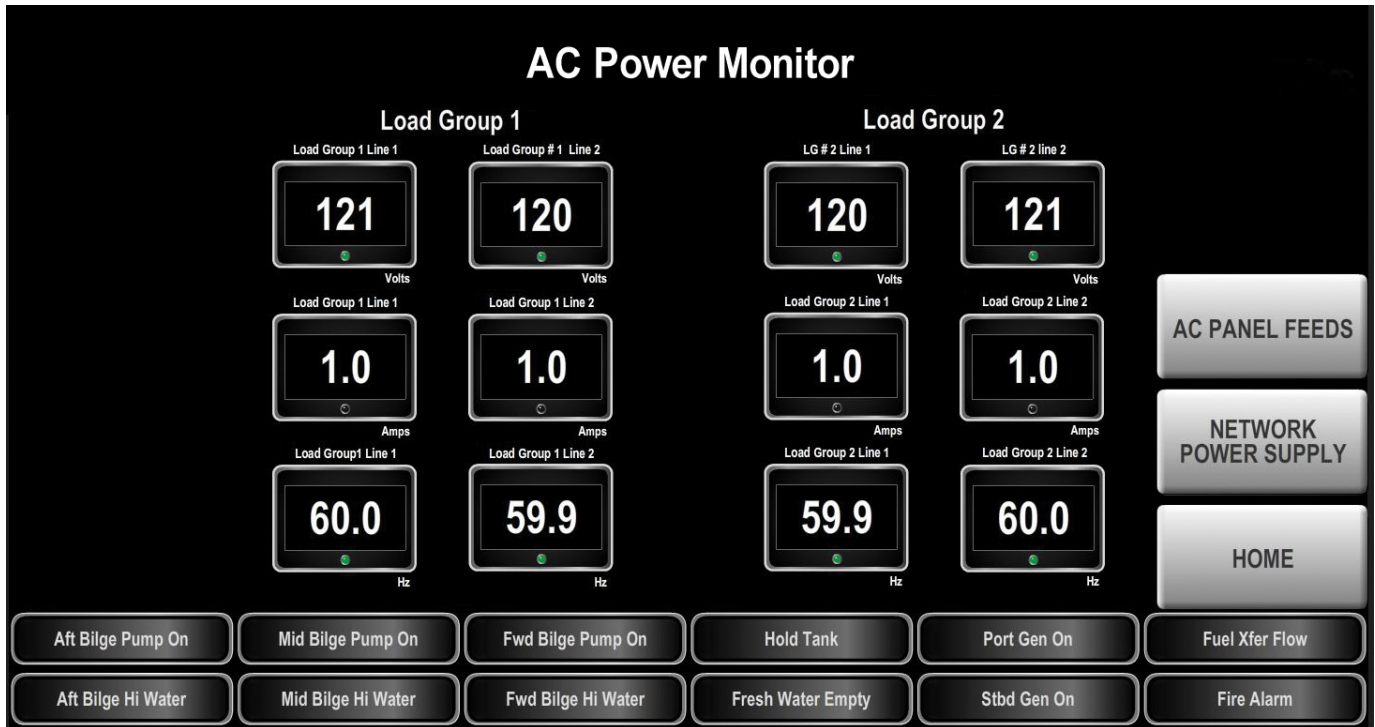 AC Power Monitor
Load Group 1
Load Group 2
Load Group 1 Line 1
Load Group # 1 Line 2
LG # 2 Line 1
LG # 2 line 2
121
120
120
121
Volts
Volts
Volts
Volts
Load Group 1 Line 1
Load Group 1 Line 2
Load Group 2 Line 1
Load Group 2 Line 2
1.0
1.0
1.0
1.0
Amps
Amps
Amps
Amps
Load Group1 Line 1
Load Group 1 Line 2
Load Group 2 Line 1
Load Group 2 Line 2
60.0
59.9
59.9
60.0
Hz
Hz
Hz
Hz
AC PANEL FEEDS
NETWORK
POWER SUPPLY
HOME
Aft Bilge Pump On
Mid Bilge Pump On
Fwd Bilge Pump On
Hold Tank
Port Gen On
Fuel Xfer Flow
Aft Bilge Hi Water
Mid Bilge Hi Water
Fwd Bilge Hi Water
Fresh Water Empty
Stbd Gen On
Fire Alarm